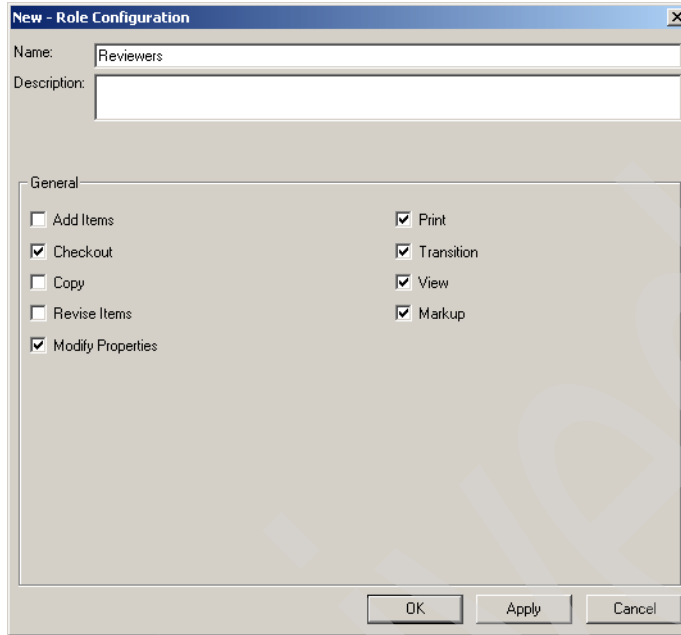 New - Role Configuration
Name: Reviewers
Description:
General
Add Items
Checkout
Copy
Revise Items
Modify Properties
Print
Transition
View
Markup
OK Apply Cancel